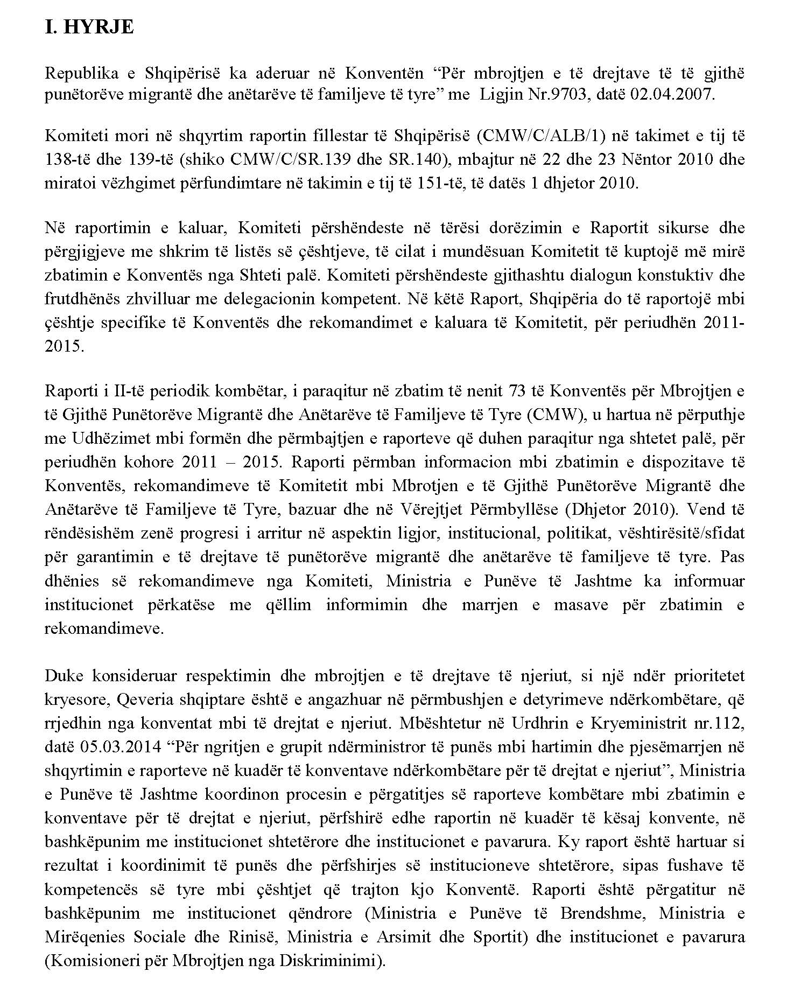 I. HYRJE
Republika e Shqipërisë ka aderuar në Konventën “Për mbrojtjen e të drejtave të të gjithë
punëtorëve migrantë dhe anëtarëve të familjeve të tyre” me  Ligjin Nr.9703, datë 02.04.2007.
Komiteti mori në shqyrtim raportin fillestar të Shqipërisë (CMW/C/ALB/1) në takimet e tij të
138-të dhe 139-të (shiko CMW/C/SR.139 dhe SR.140), mbajtur në 22 dhe 23 Nëntor 2010 dhe
miratoi vëzhgimet përfundimtare në takimin e tij të 151-të, të datës 1 dhjetor 2010.
Në raportimin e kaluar, Komiteti përshëndeste në tërësi dorëzimin e Raportit sikurse dhe
përgjigjeve me shkrim të listës së çështjeve, të cilat i mundësuan Komitetit të kuptojë më mirë
zbatimin e Konventës nga Shteti palë. Komiteti përshëndeste gjithashtu dialogun konstuktiv dhe
frutdhënës zhvilluar me delegacionin kompetent. Në këtë Raport, Shqipëria do të raportojë mbi
çështje specifike të Konventës dhe rekomandimet e kaluara të Komitetit, për periudhën 2011-
2015.
Raporti i II-të periodik kombëtar, i paraqitur në zbatim të nenit 73 të Konventës për Mbrojtjen e
të Gjithë Punëtorëve Migrantë dhe Anëtarëve të Familjeve të Tyre (CMW), u hartua në përputhje
me Udhëzimet mbi formën dhe përmbajtjen e raporteve që duhen paraqitur nga shtetet palë, për
periudhën kohore 2011 – 2015. Raporti përmban informacion mbi zbatimin e dispozitave të
Konventës, rekomandimeve të Komitetit mbi Mbrotjen e të Gjithë Punëtorëve Migrantë dhe
Anëtarëve të Familjeve të Tyre, bazuar dhe në Vërejtjet Përmbyllëse (Dhjetor 2010). Vend të
rëndësishëm zenë progresi i arritur në aspektin ligjor, institucional, politikat, vështirësitë/sfidat
për garantimin e të drejtave të punëtorëve migrantë dhe anëtarëve të familjeve të tyre. Pas
dhënies së rekomandimeve nga Komiteti, Ministria e Punëve të Jashtme ka informuar
institucionet përkatëse me qëllim informimin dhe marrjen e masave për zbatimin e
rekomandimeve.
Duke konsideruar respektimin dhe mbrojtjen e të drejtave të njeriut, si një ndër prioritetet
kryesore, Qeveria shqiptare është e angazhuar në përmbushjen e detyrimeve ndërkombëtare, që
rrjedhin nga konventat mbi të drejtat e njeriut. Mbështetur në Urdhrin e Kryeministrit nr.112,
datë 05.03.2014 “Për ngritjen e grupit ndërministror të punës mbi hartimin dhe pjesëmarrjen në
shqyrtimin e raporteve në kuadër të konventave ndërkombëtare për të drejtat e njeriut”, Ministria
e Punëve të Jashtme koordinon procesin e përgatitjes së raporteve kombëtare mbi zbatimin e
konventave për të drejtat e njeriut, përfshirë edhe raportin në kuadër të kësaj konvente, në
bashkëpunim me institucionet shtetërore dhe institucionet e pavarura. Ky raport është hartuar si
rezultat i koordinimit të punës dhe përfshirjes së institucioneve shtetërore, sipas fushave të
kompetencës së tyre mbi çështjet që trajton kjo Konventë. Raporti është përgatitur në
bashkëpunim me institucionet qëndrore (Ministria e Punëve të Brendshme, Ministria e
Mirëqenies Sociale dhe Rinisë, Ministria e Arsimit dhe Sportit) dhe institucionet e pavarura
(Komisioneri për Mbrojtjen nga Diskriminimi).